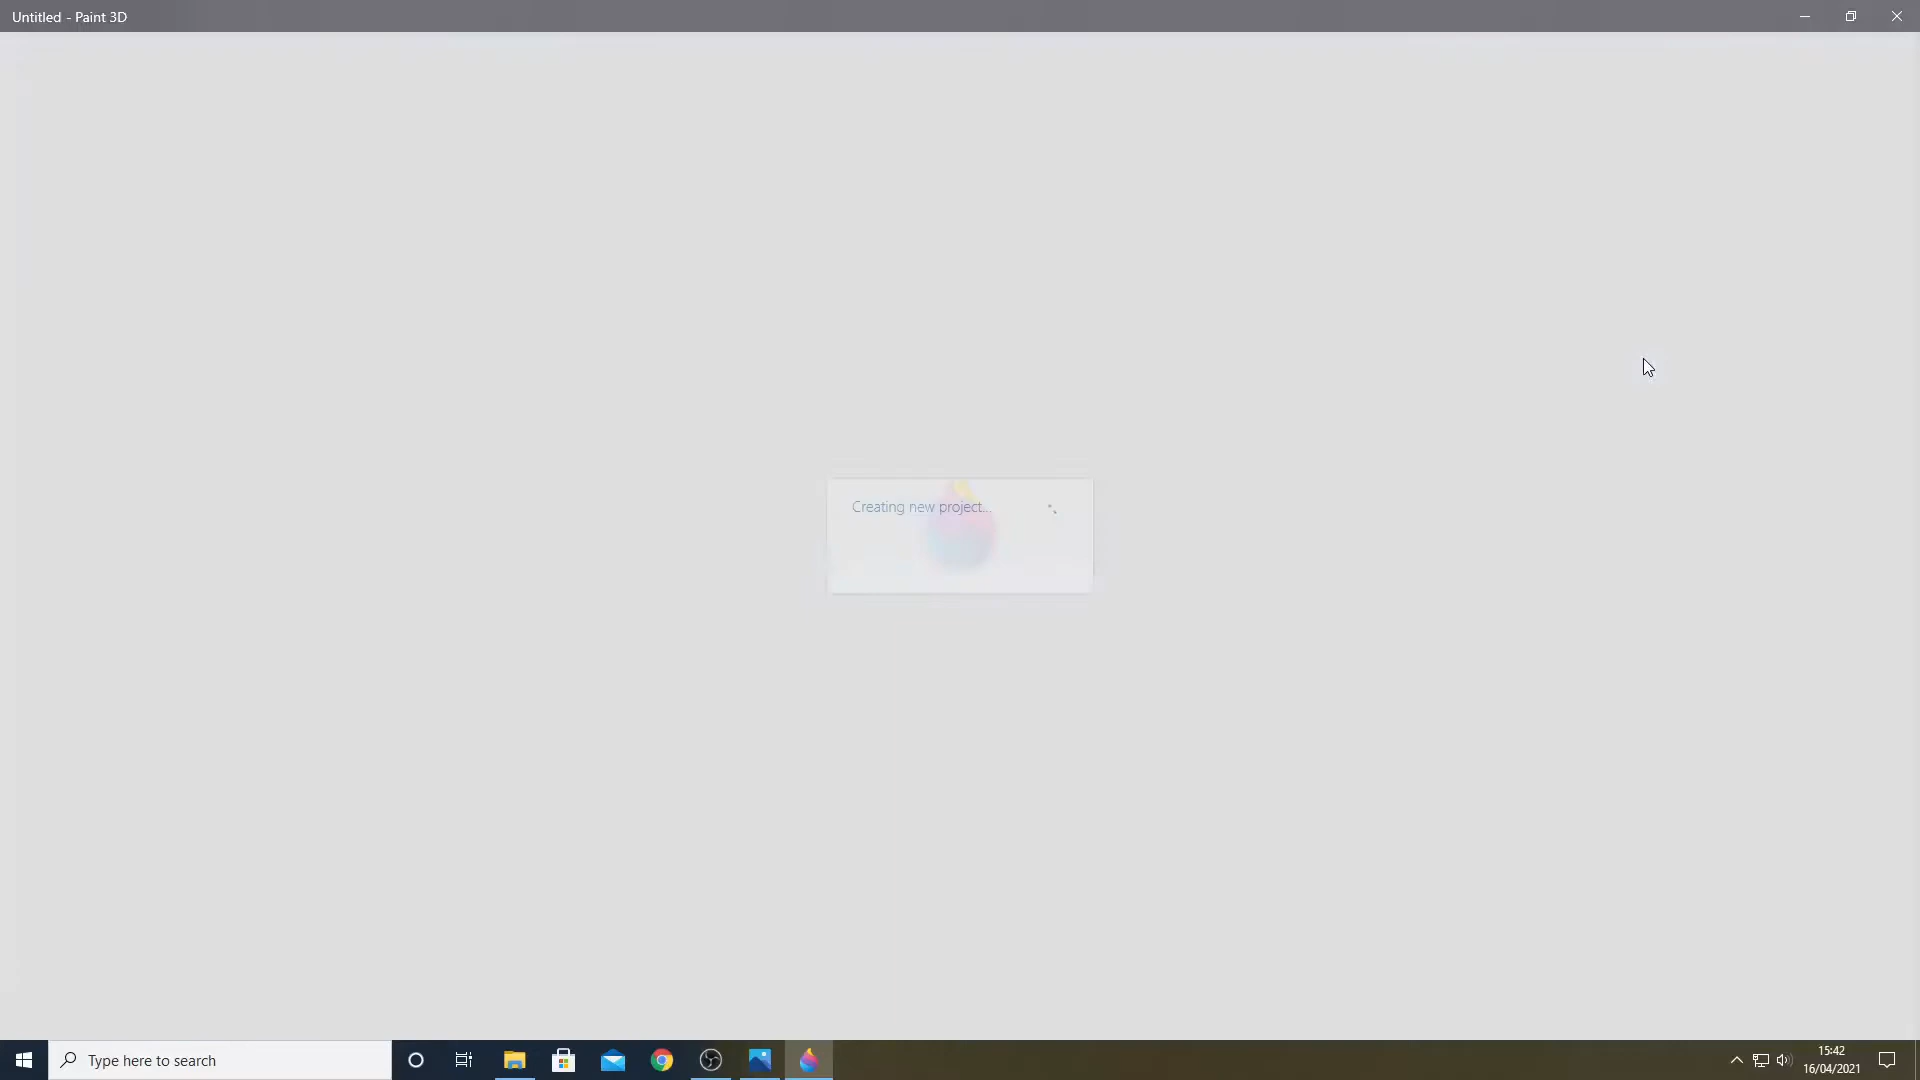 Untitled - Paint 3D
Creating new project...
Type here to search
15:42
16/04/2021